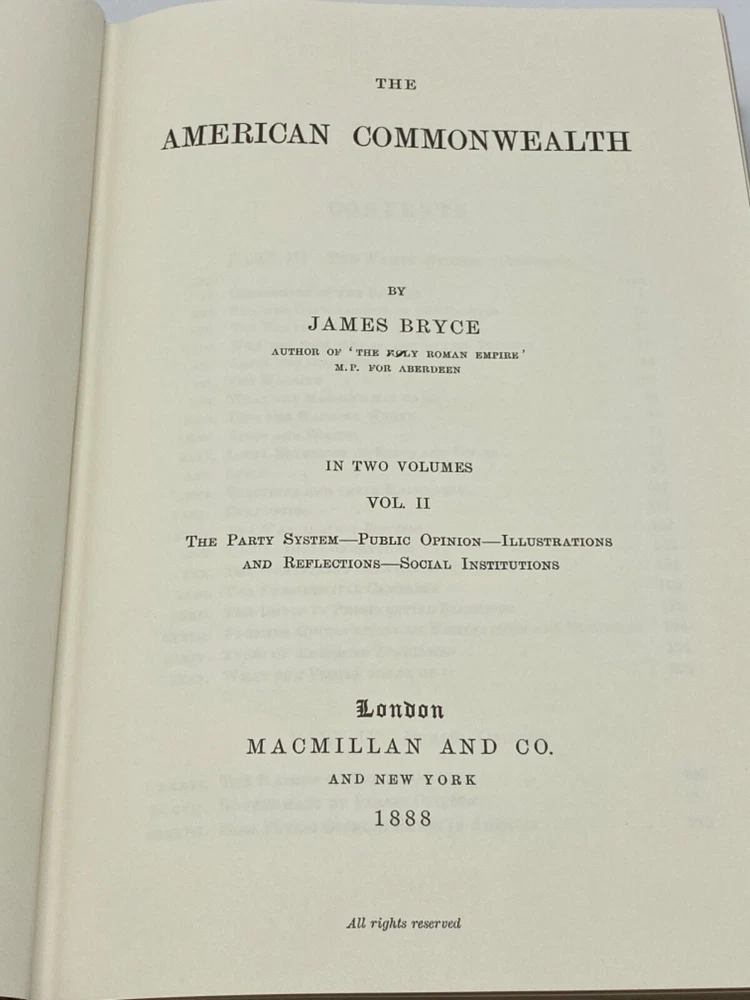 THE
AMERICAN COMMONWEALTH
BY
JAMES BRYCE
AUTHOR OF ‘THE HOLY ROMAN EMPIRE’
M.P. FOR ABERDEEN
IN TWO VOLUMES
VOL. II
THE PARTY SYSTEM—PUBLIC OPINION—ILLUSTRATIONS
AND REFLECTIONS—SOCIAL INSTITUTIONS
London
MACMILLAN AND CO.
AND NEW YORK
1888
All rights reserved